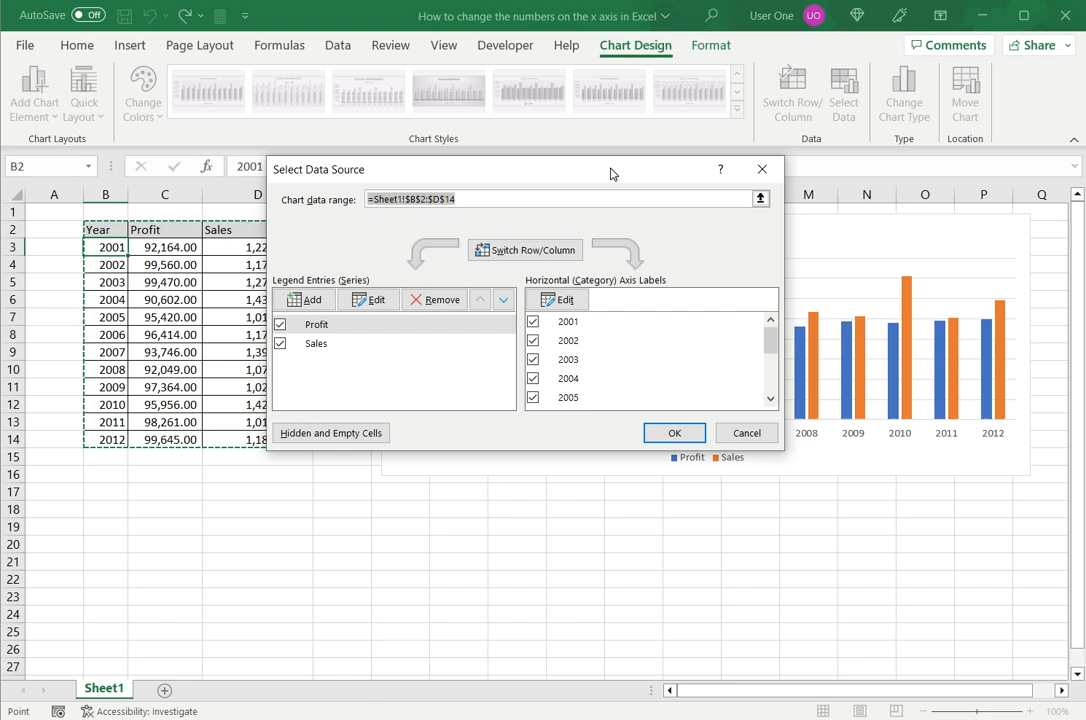 AutoSave Off
How to change the numbers on the x axis in Excel
User One UO
File Home Insert Page Layout Formulas Data Review View Developer Help Chart Design Format Comments Share
Add Chart Element
Quick Layout
Change Colors
Switch Row/ Column
Select Data
Change Chart Type
Move Chart
Chart Layouts Chart Styles Data Type Location
B2 fx 2001
Select Data Source ?
Chart data range: =Sheet1!$B$2:$D$14
Switch Row/Column
Legend Entries (Series) Horizontal (Category) Axis Labels
Add Edit Remove Edit
Profit
Sales
2001
2002
2003
2004
2005
Hidden and Empty Cells OK Cancel
A B C D M N O P Q
1
2 Year Profit Sales
3 2001 92,164.00 1,22
4 2002 99,560.00 1,17
5 2003 99,470.00 1,27
6 2004 90,602.00 1,43
7 2005 95,420.00 1,01
8 2006 96,414.00 1,17
9 2007 93,746.00 1,39
10 2008 92,049.00 1,07
11 2009 97,364.00 1,02
12 2010 95,956.00 1,42
13 2011 98,261.00 1,01
14 2012 99,645.00 1,18
15
16
17
18
19
20
21
22
23
24
25
26
27
2008 2009 2010 2011 2012
Profit Sales
Sheet1
Point Accessibility: Investigate 100%